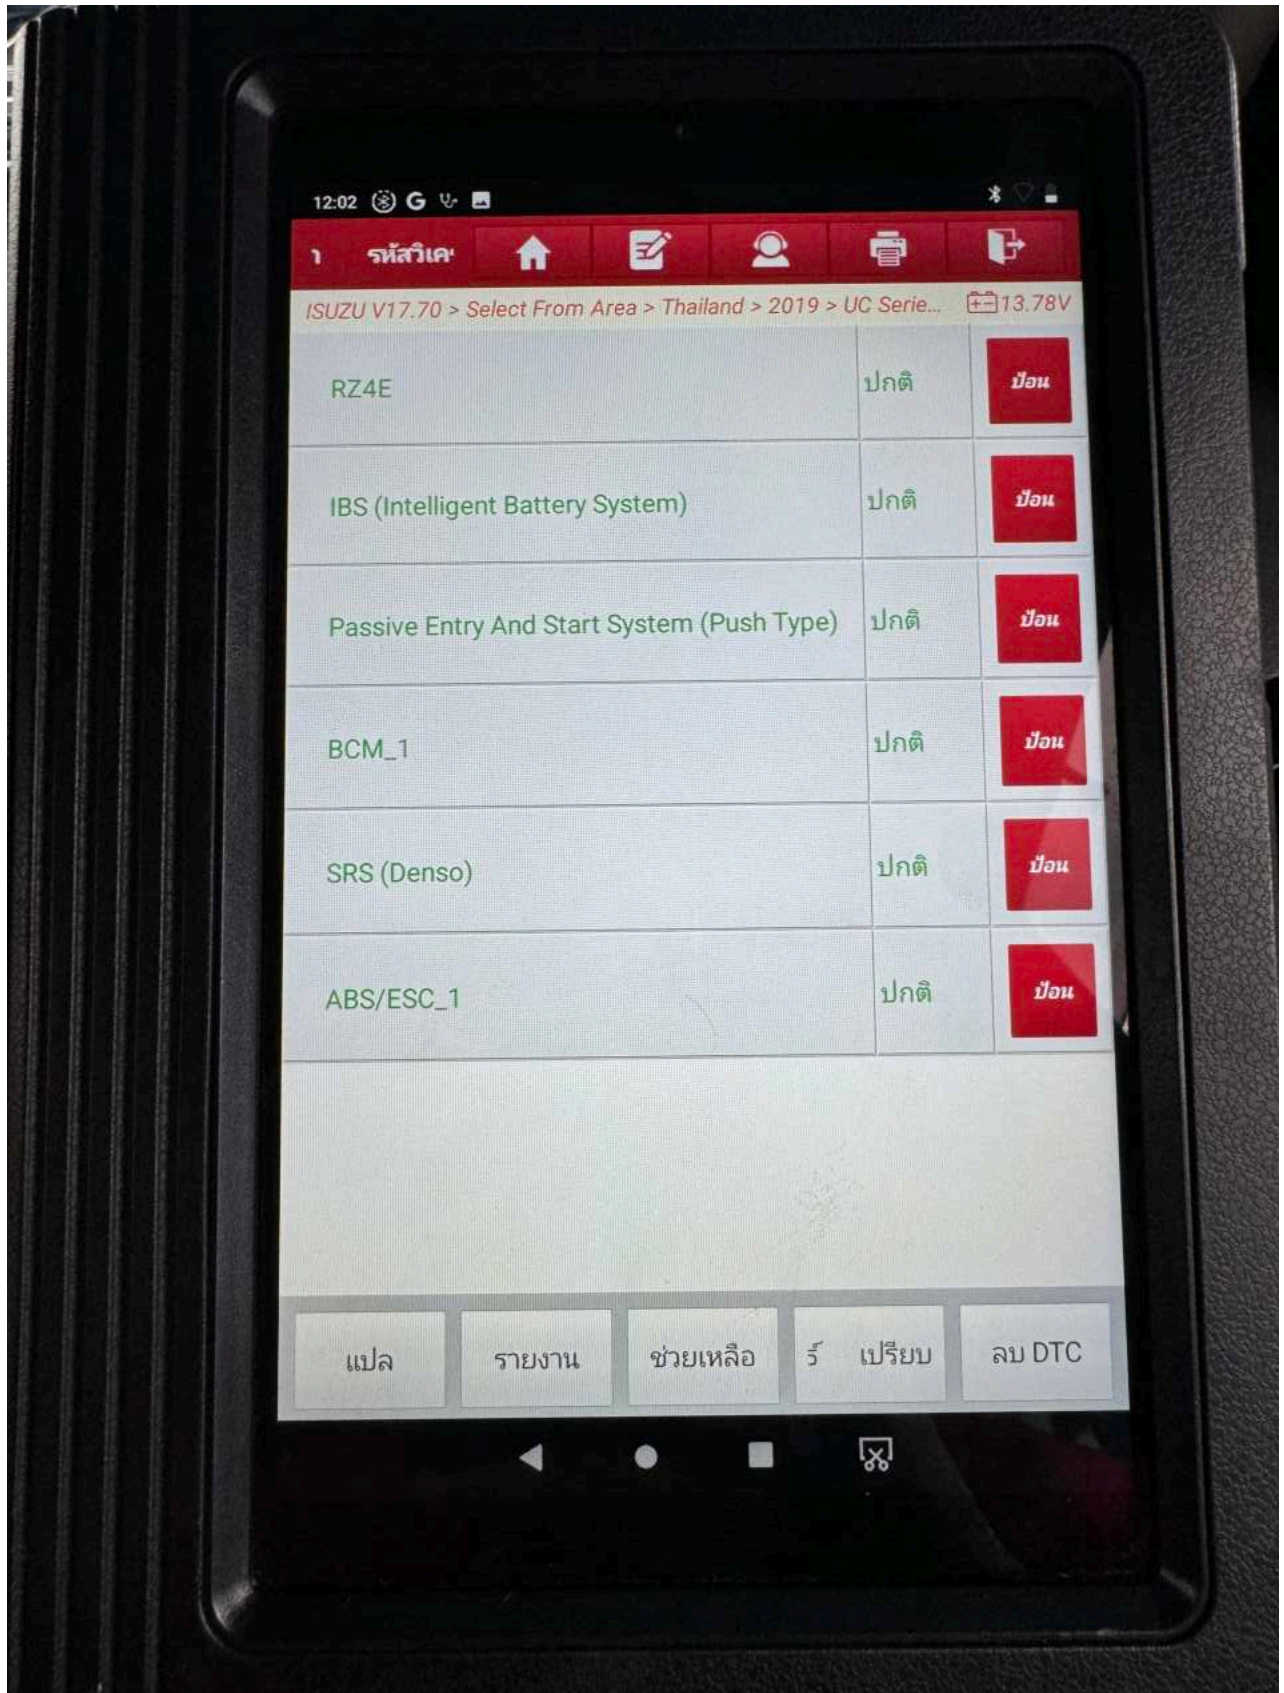 12:02 G
รหัสวิเค
ISUZU V17.70 > Select From Area > Thailand > 2019 > UC Serie... 13.78V
RZ4E ปกติ ป้อน
IBS (Intelligent Battery System) ปกติ ป้อน
Passive Entry And Start System (Push Type) ปกติ ป้อน
BCM_1 ปกติ ป้อน
SRS (Denso) ปกติ ป้อน
ABS/ESC_1 ปกติ ป้อน
แปล รายงาน ช่วยเหลือ เปรียบ ลบ DTC